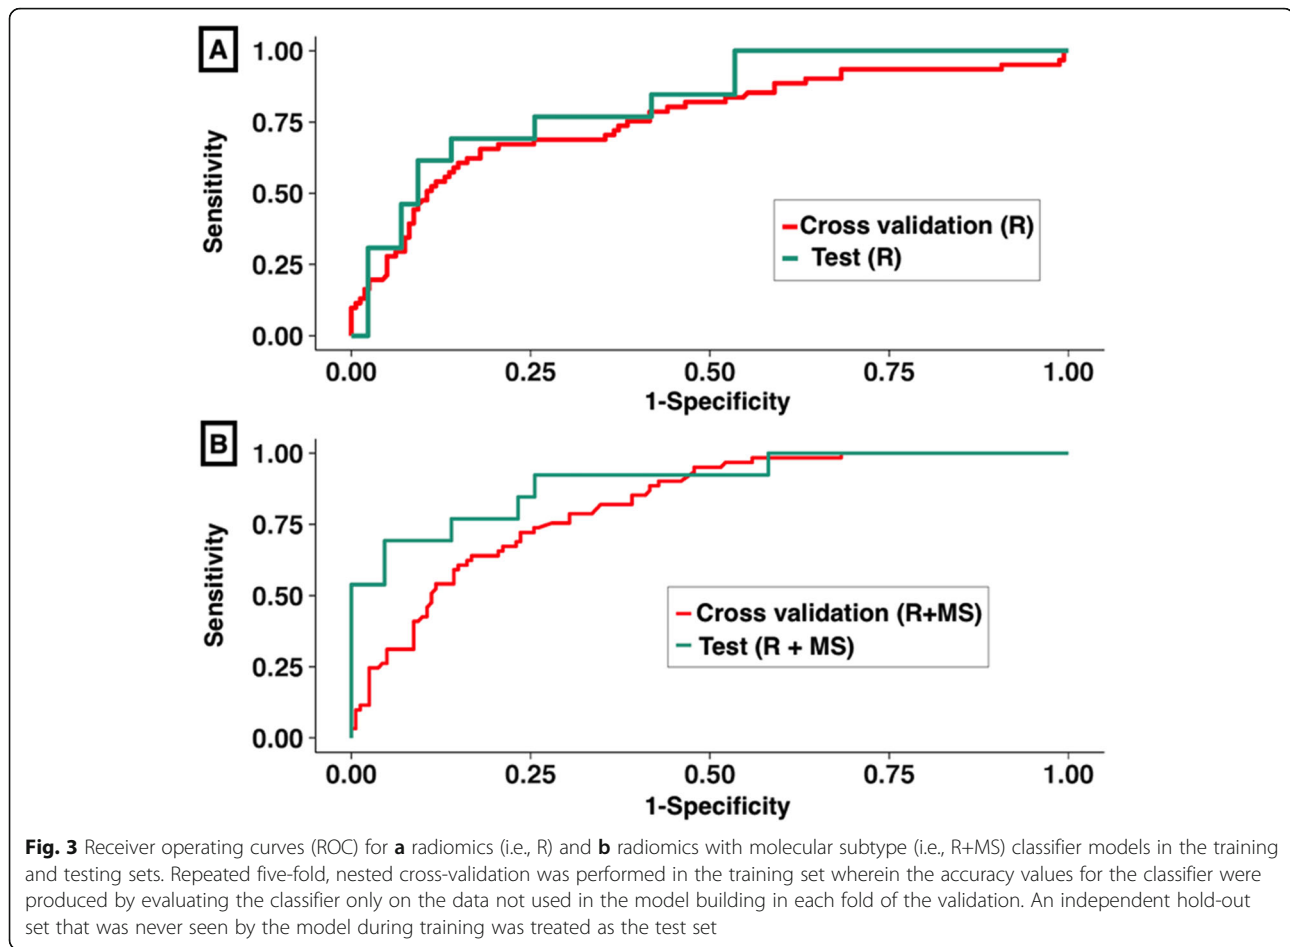 A
1.00
0.75
0.50
0.25
0.00
Sensitivity
Cross validation (R)
Test (R)
0.00 0.25 0.50 0.75 1.00
1-Specificity
B
1.00
0.75
0.50
0.25
0.00
Sensitivity
Cross validation (R+MS)
Test (R + MS)
0.00 0.25 0.50 0.75 1.00
1-Specificity
Fig. 3 Receiver operating curves (ROC) for a radiomics (i.e., R) and b radiomics with molecular subtype (i.e., R+MS) classifier models in the training
and testing sets. Repeated five-fold, nested cross-validation was performed in the training set wherein the accuracy values for the classifier were
produced by evaluating the classifier only on the data not used in the model building in each fold of the validation. An independent hold-out
set that was never seen by the model during training was treated as the test set